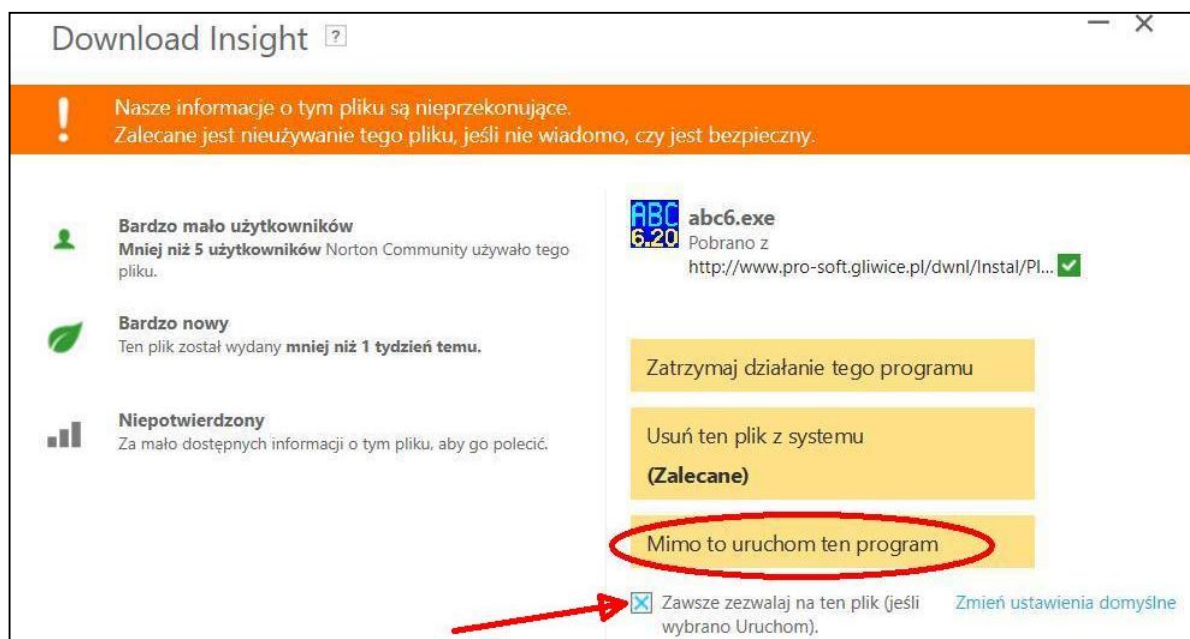 Download Insight ?
Nasze informacje o tym pliku są nieprzekonujące.
Zalecane jest nieużywanie tego pliku, jeśli nie wiadomo, czy jest bezpieczny.
Bardzo mało użytkowników
Mniej niż 5 użytkowników Norton Community używało tego
pliku.
Bardzo nowy
Ten plik został wydany mniej niż 1 tydzień temu.
Niepotwierdzony
Za mało dostępnych informacji o tym pliku, aby go polecić.
ABC
6.20
abc6.exe
Pobrano z
http://www.pro-soft.gliwice.pl/dwnl/Instal/Pl...
Zatrzymaj działanie tego programu
Usuń ten plik z systemu
(Zalecane)
Mimo to uruchom ten program
Zawsze zezwalaj na ten plik (jeśli
wybrano Uruchom).
Zmień ustawienia domyślne